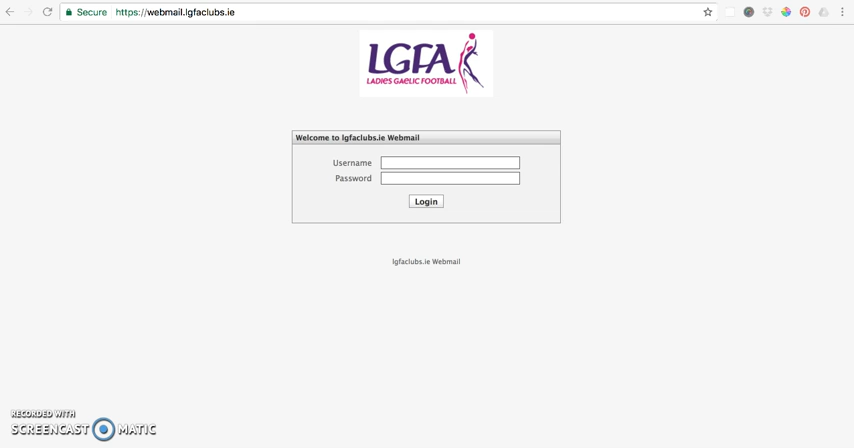 Secure https://webmail.lgfaclubs.ie
LGFA
LADIES GAELIC FOOTBALL
Welcome to lgfaclubs.ie Webmail
Username
Password
Login
lgfaclubs.ie Webmail
RECORDED WITH
SCREENCAST MATIC